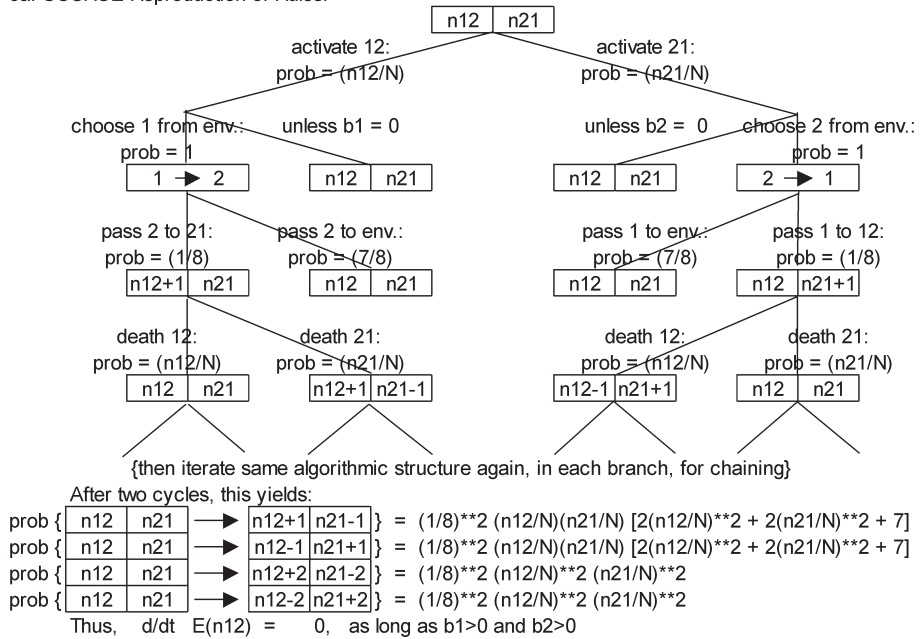 n12 n21
activate 12: activate 21:
prob = (n12/N) prob = (n21/N)
choose 1 from env.: unless b1 = 0 unless b2 = 0 choose 2 from env.:
prob = 1 prob = 1
1 → 2 n12 n21 n12 n21 2 → 1
pass 2 to 21: pass 2 to env.: pass 1 to env.: pass 1 to 12:
prob = (1/8) prob = (7/8) prob = (7/8) prob = (1/8)
n12+1 n21 n12 n21 n12 n21 n12 n21+1
death 12: death 21: death 12: death 21:
prob = (n12/N) prob = (n21/N) prob = (n12/N) prob = (n21/N)
n12 n21 n12+1 n21-1 n12-1 n21+1 n12 n21
{then iterate same algorithmic structure again, in each branch, for chaining}
After two cycles, this yields:
prob { n12 n21 → n12+1 n21-1 } = (1/8)**2 (n12/N)(n21/N) [2(n12/N)**2 + 2(n21/N)**2 + 7]
prob { n12 n21 → n12-1 n21+1 } = (1/8)**2 (n12/N)(n21/N) [2(n12/N)**2 + 2(n21/N)**2 + 7]
prob { n12 n21 → n12+2 n21-2 } = (1/8)**2 (n12/N)**2 (n21/N)**2
prob { n12 n21 → n12-2 n21+2 } = (1/8)**2 (n12/N)**2 (n21/N)**2
Thus, d/dt E(n12) = 0, as long as b1>0 and b2>0